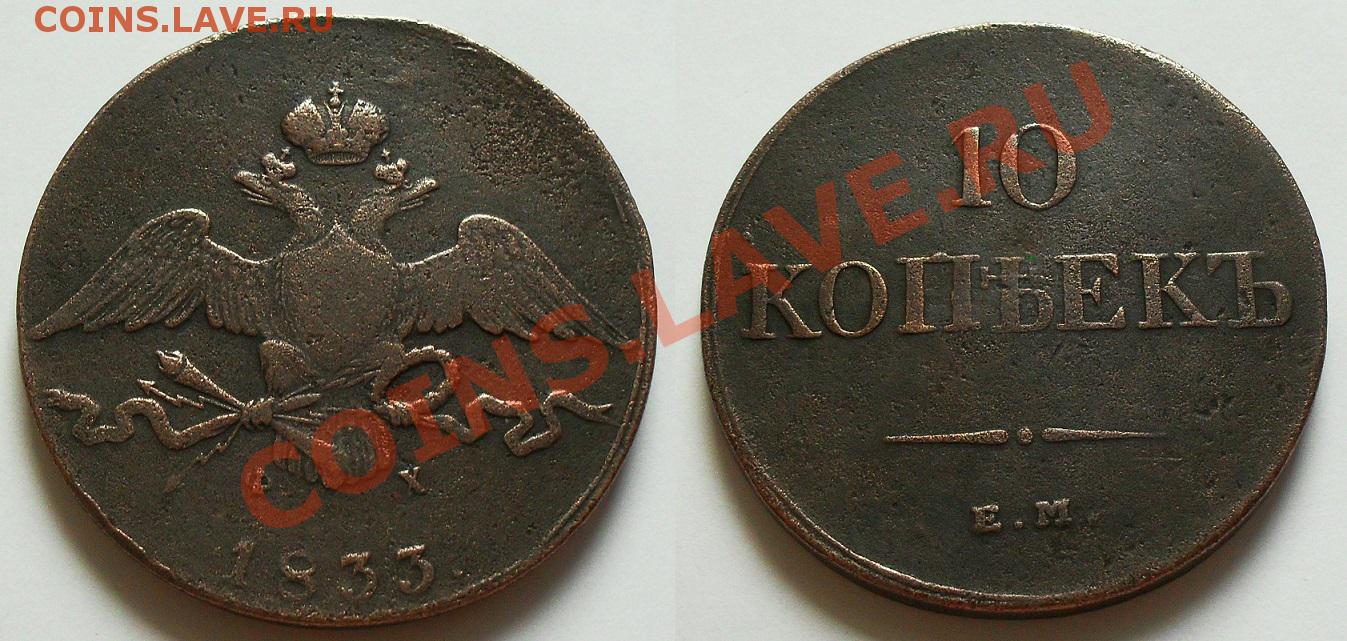 COINS.LAVE.RU
COINS.LAVE.RU
Х
1833.
10
КОПѢЕКЪ
Е.М.